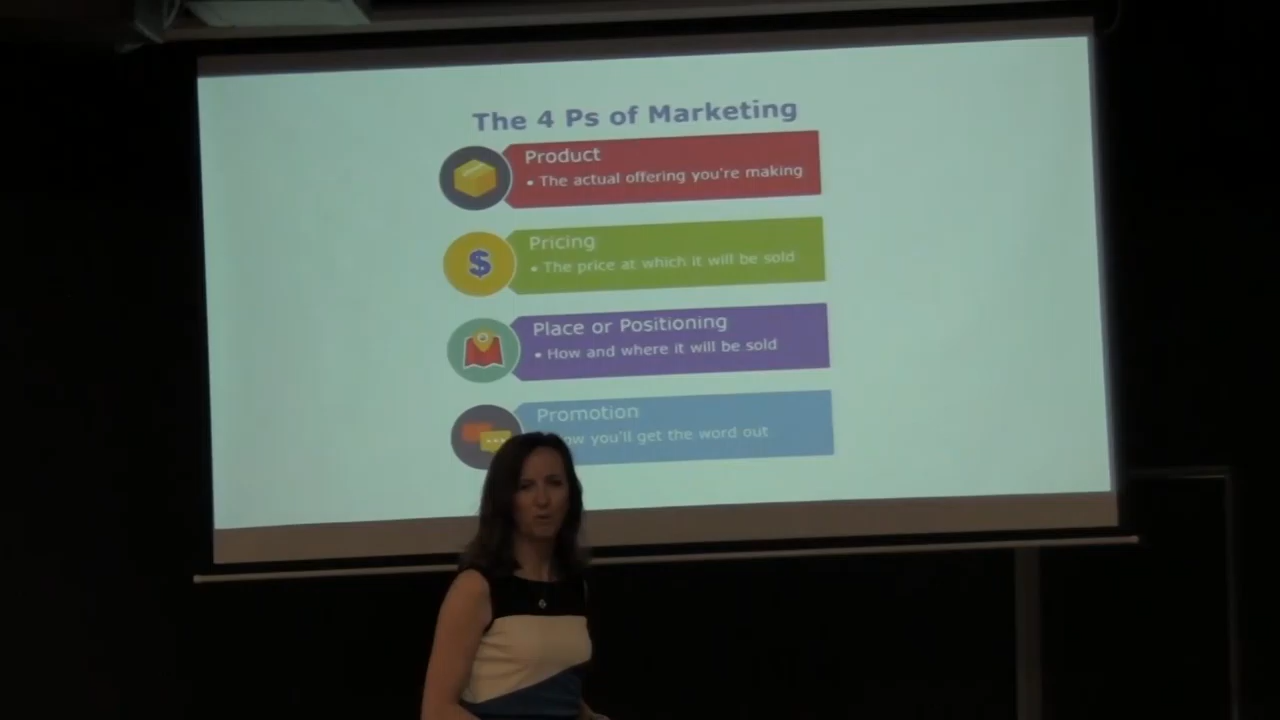 The 4 Ps of Marketing
Product
• The actual offering you're making
Pricing
$
• The price at which it will be sold
Place or Positioning
• How and where it will be sold
Promotion
you'll get the word out